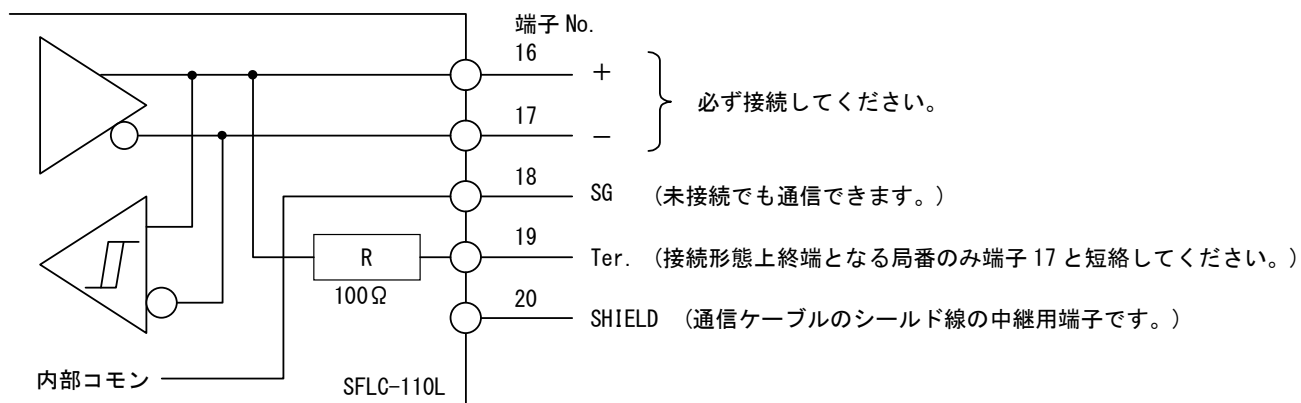 端子 No.
16
＋
必ず接続してください。
17
－
18
SG （未接続でも通信できます。）
19
R
Ter. （接続形態上終端となる局番のみ端子 17 と短絡してください。）
100Ω
20
SHIELD （通信ケーブルのシールド線の中継用端子です。）
内部コモン
SFLC-110L